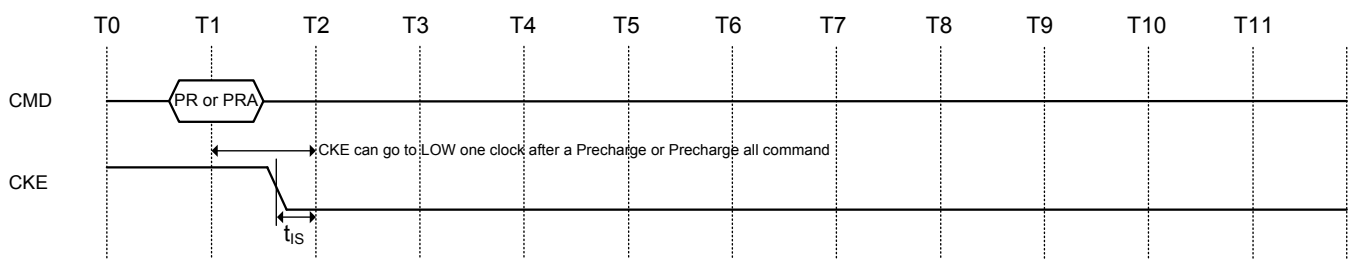 T0 T1 T2 T3 T4 T5 T6 T7 T8 T9 T10 T11
CMD PR or PRA
CKE can go to LOW one clock after a Precharge or Precharge all command
CKE
tIS